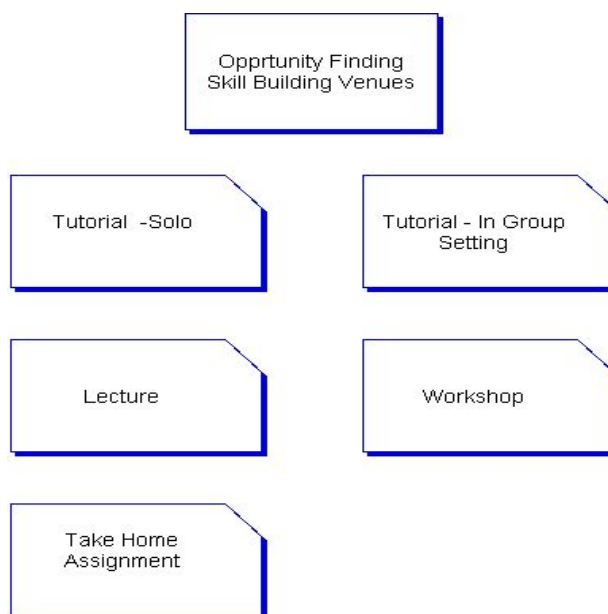 Opprtunity Finding
Skill Building Venues
Tutorial -Solo
Tutorial - In Group
Setting
Lecture
Workshop
Take Home
Assignment